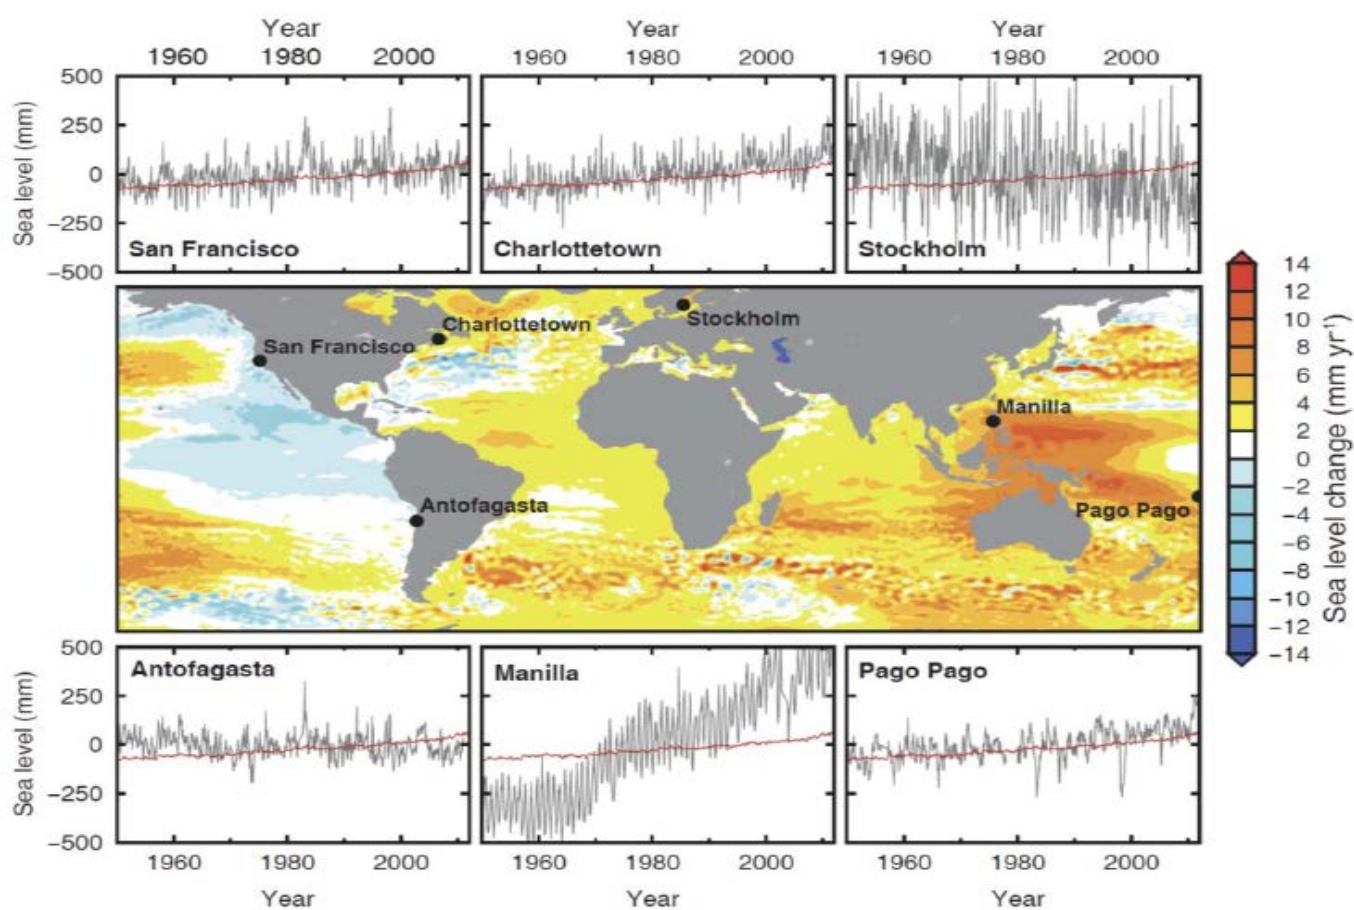 Year Year Year
1960 1980 2000 1960 1980 2000 1960 1980 2000
500
250
0
−250
−500
Sea level (mm)
San Francisco Charlottetown Stockholm
Charlottetown
Stockholm
San Francisco
Manilla
Antofagasta
Pago Pago
14
12
10
8
6
4
2
0
−2
−4
−6
−8
−10
−12
−14
Sea level change (mm yr⁻¹)
Antofagasta Manilla Pago Pago
500
250
0
−250
−500
Sea level (mm)
1960 1980 2000 1960 1980 2000 1960 1980 2000
Year Year Year